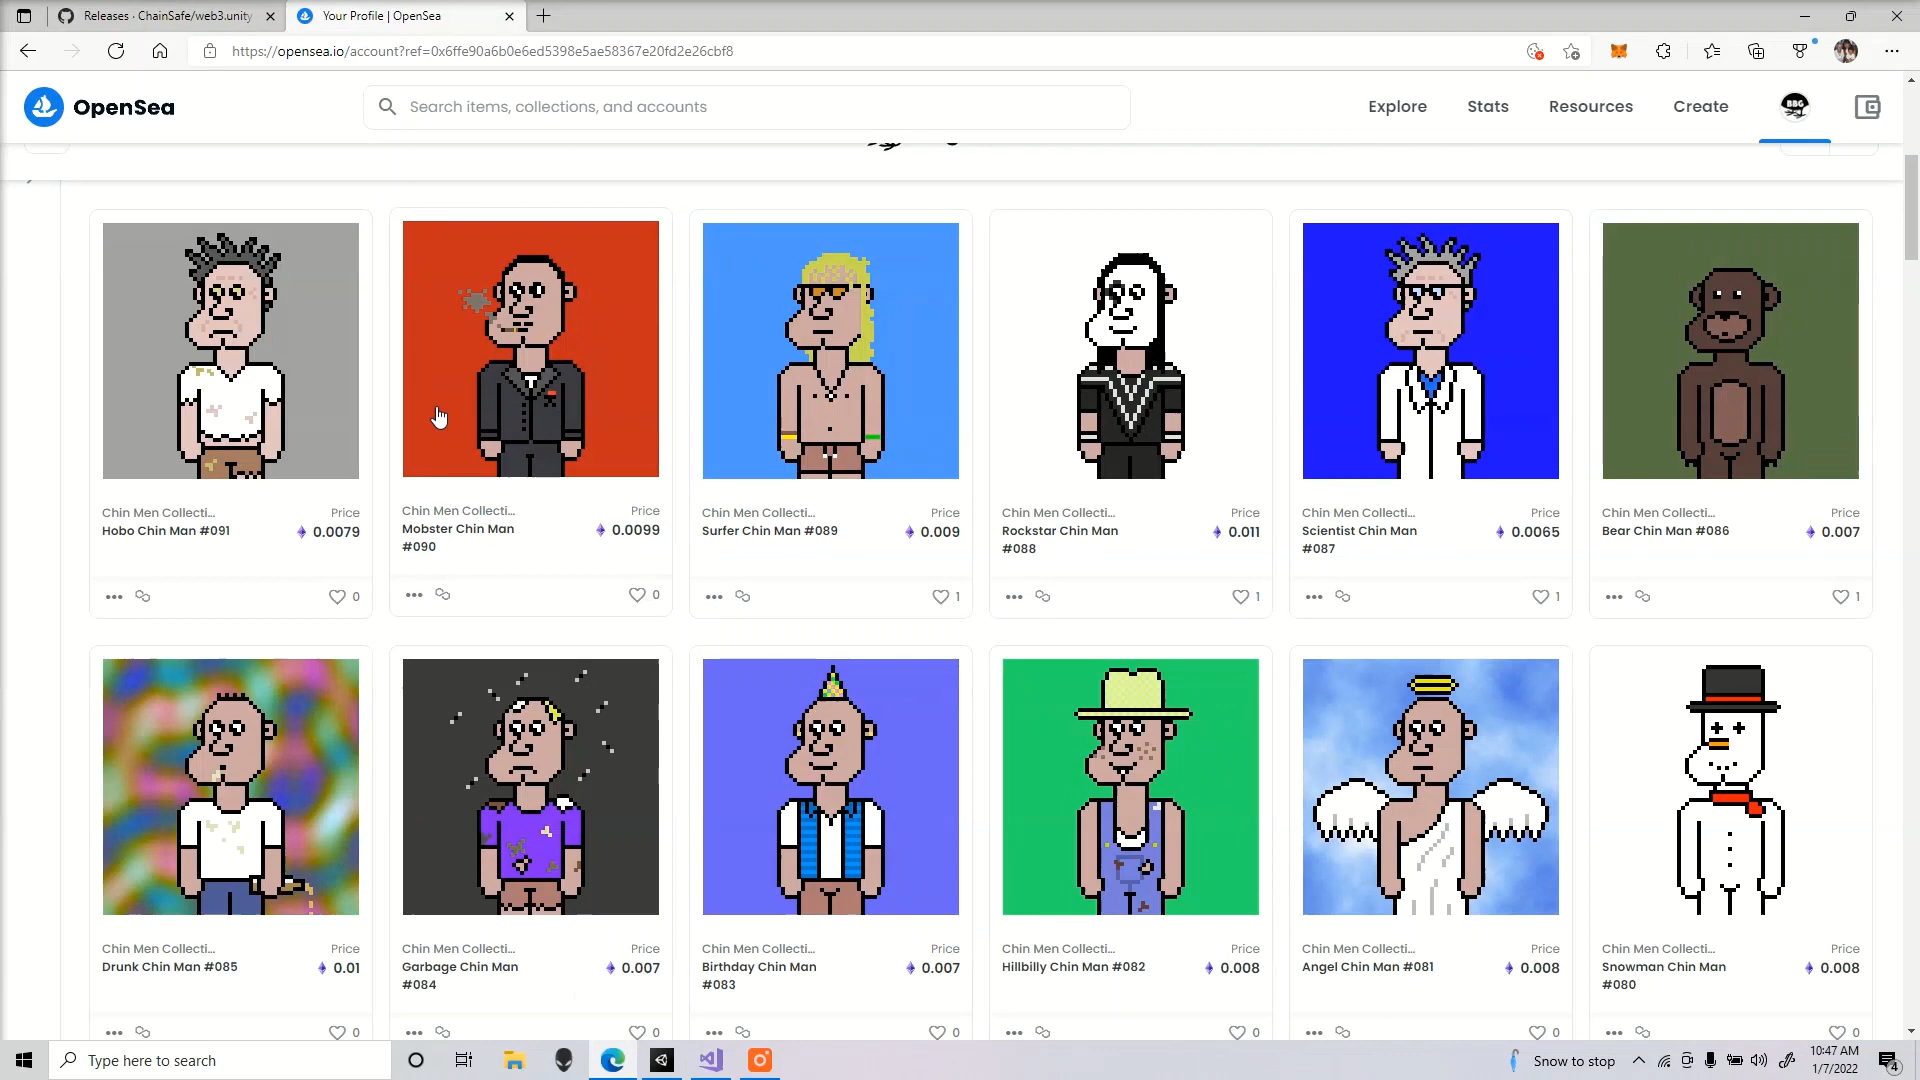 Releases · ChainSafe/web3.unity
Your Profile | OpenSea
https://opensea.io/account?ref=0x6ffe90a6b0e6ed5398e5ae58367e20fd2e26cbf8
OpenSea
Search items, collections, and accounts
Explore
Stats
Resources
Create
BBG
Chin Men Collecti...
Price
Hobo Chin Man #091
0.0079
0
Chin Men Collecti...
Price
Mobster Chin Man
#090
0.0099
0
Chin Men Collecti...
Price
Surfer Chin Man #089
0.009
1
Chin Men Collecti...
Price
Rockstar Chin Man
#088
0.011
1
Chin Men Collecti...
Price
Scientist Chin Man
#087
0.0065
1
Chin Men Collecti...
Price
Bear Chin Man #086
0.007
1
Chin Men Collecti...
Price
Drunk Chin Man #085
0.01
0
Chin Men Collecti...
Price
Garbage Chin Man
#084
0.007
0
Chin Men Collecti...
Price
Birthday Chin Man
#083
0.007
0
Chin Men Collecti...
Price
Hillbilly Chin Man #082
0.008
0
Chin Men Collecti...
Price
Angel Chin Man #081
0.008
0
Chin Men Collecti...
Price
Snowman Chin Man
#080
0.008
0
Type here to search
Snow to stop
10:47 AM
1/7/2022
4